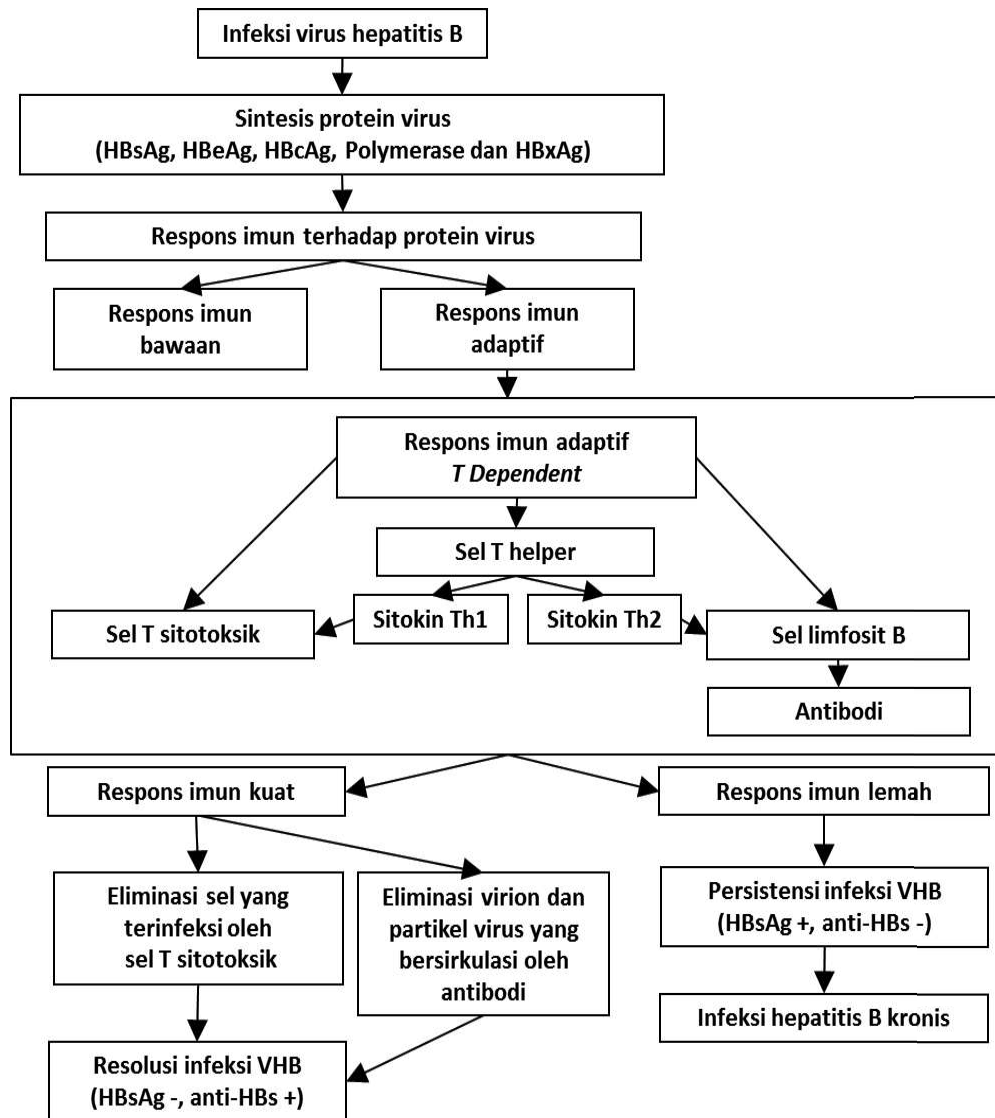 Infeksi virus hepatitis B
Sintesis protein virus
(HBsAg, HBeAg, HBcAg, Polymerase dan HBxAg)
Respons imun terhadap protein virus
Respons imun
bawaan
Respons imun
adaptif
Respons imun adaptif
T Dependent
Sel T helper
Sitokin Th1
Sitokin Th2
Sel T sitotoksik
Sel limfosit B
Antibodi
Respons imun kuat
Respons imun lemah
Eliminasi sel yang
terinfeksi oleh
sel T sitotoksik
Eliminasi virion dan
partikel virus yang
bersirkulasi oleh
antibodi
Persistensi infeksi VHB
(HBsAg +, anti-HBs -)
Infeksi hepatitis B kronis
Resolusi infeksi VHB
(HBsAg -, anti-HBs +)